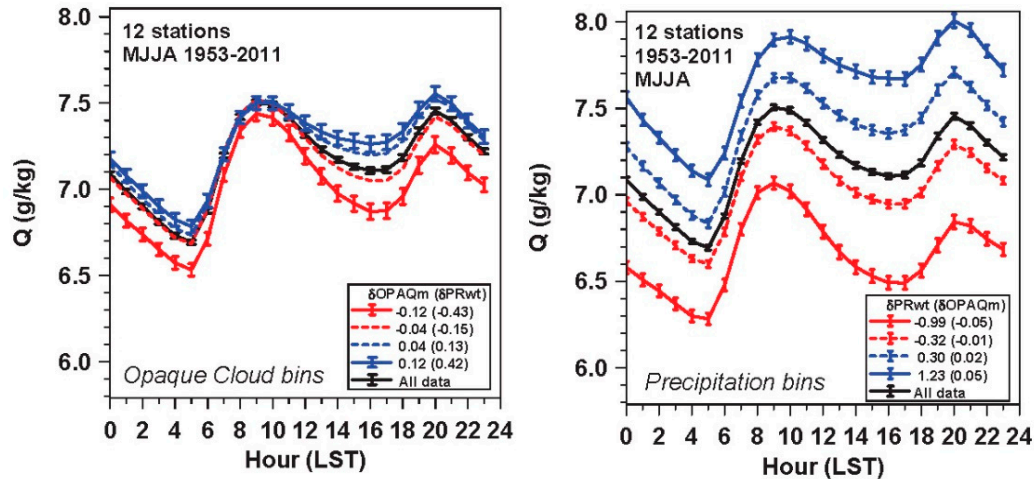 8.0
7.5
7.0
6.5
6.0
Q (g/kg)
12 stations
MJJA 1953-2011
δOPAQm (δPRwt)
-0.12 (-0.43)
-0.04 (-0.15)
0.04 (0.13)
0.12 (0.42)
All data
Opaque Cloud bins
0 2 4 6 8 10 12 14 16 18 20 22 24
Hour (LST)
8.0
7.5
7.0
6.5
6.0
Q (g/kg)
12 stations
1953-2011
MJJA
δPRwt (δOPAQm)
-0.99 (-0.05)
-0.32 (-0.01)
0.30 (0.02)
1.23 (0.05)
All data
Precipitation bins
0 2 4 6 8 10 12 14 16 18 20 22 24
Hour (LST)